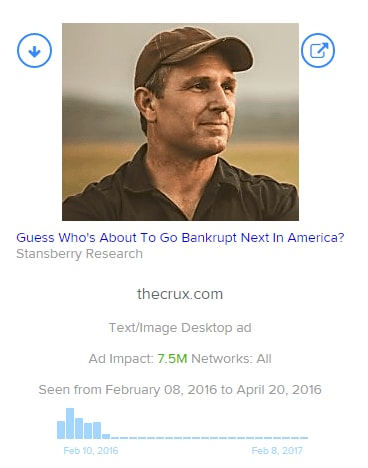 Guess Who's About To Go Bankrupt Next In America?
Stansberry Research
thecrux.com
Text/Image Desktop ad
Ad Impact: 7.5M Networks: All
Seen from February 08, 2016 to April 20, 2016
Feb 10, 2016 Feb 8, 2017